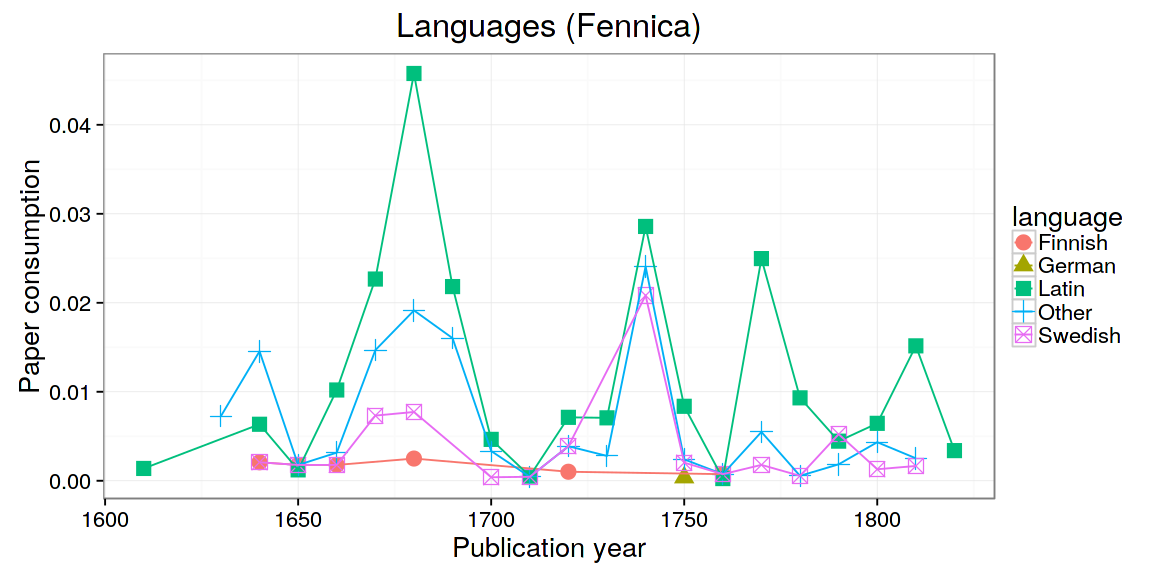 Languages (Fennica)
Paper consumption
0.04
0.03
0.02
0.01
0.00
1600 1650 1700 1750 1800
Publication year
language
Finnish
German
Latin
Other
Swedish